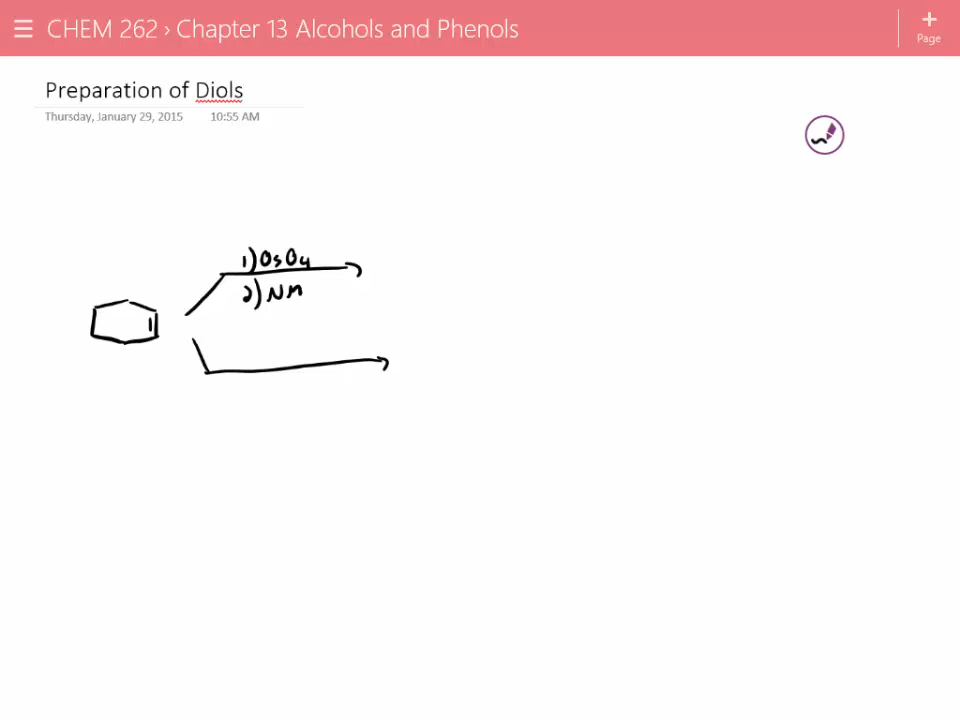 CHEM 262 › Chapter 13 Alcohols and Phenols
+
Page
Preparation of Diols
Thursday, January 29, 2015 10:55 AM
1) OsO4
2) NM